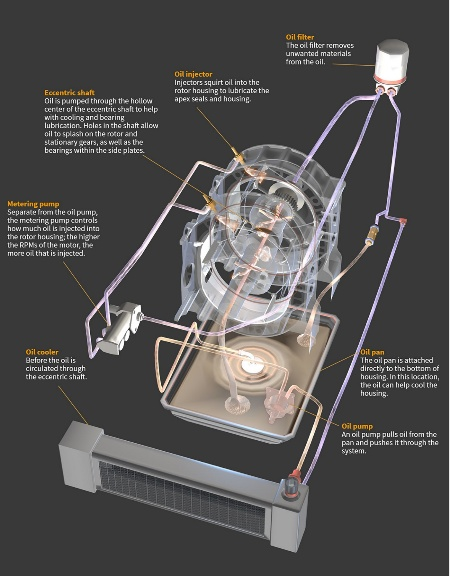 Oil filter
The oil filter removes
unwanted materials
from the oil.
Oil injector
Injectors squirt oil into the
rotor housing to lubricate the
apex seals and housing.
Eccentric shaft
Oil is pumped through the hollow
center of the eccentric shaft to help
with cooling and bearing
lubrication. Holes in the shaft allow
oil to splash on the rotor and
stationary gears, as well as the
bearings within the side plates.
Metering pump
Separate from the oil pump,
the metering pump controls
how much oil is injected into
the rotor housing; the higher
the RPMs of the motor, the
more oil that is injected.
Oil cooler
Before the oil is
circulated through
the eccentric shaft.
Oil pan
The oil pan is attached
directly to the bottom of
housing. In this location,
the oil can help cool the
housing.
Oil pump
An oil pump pulls oil from the
pan and pushes it through the
system.